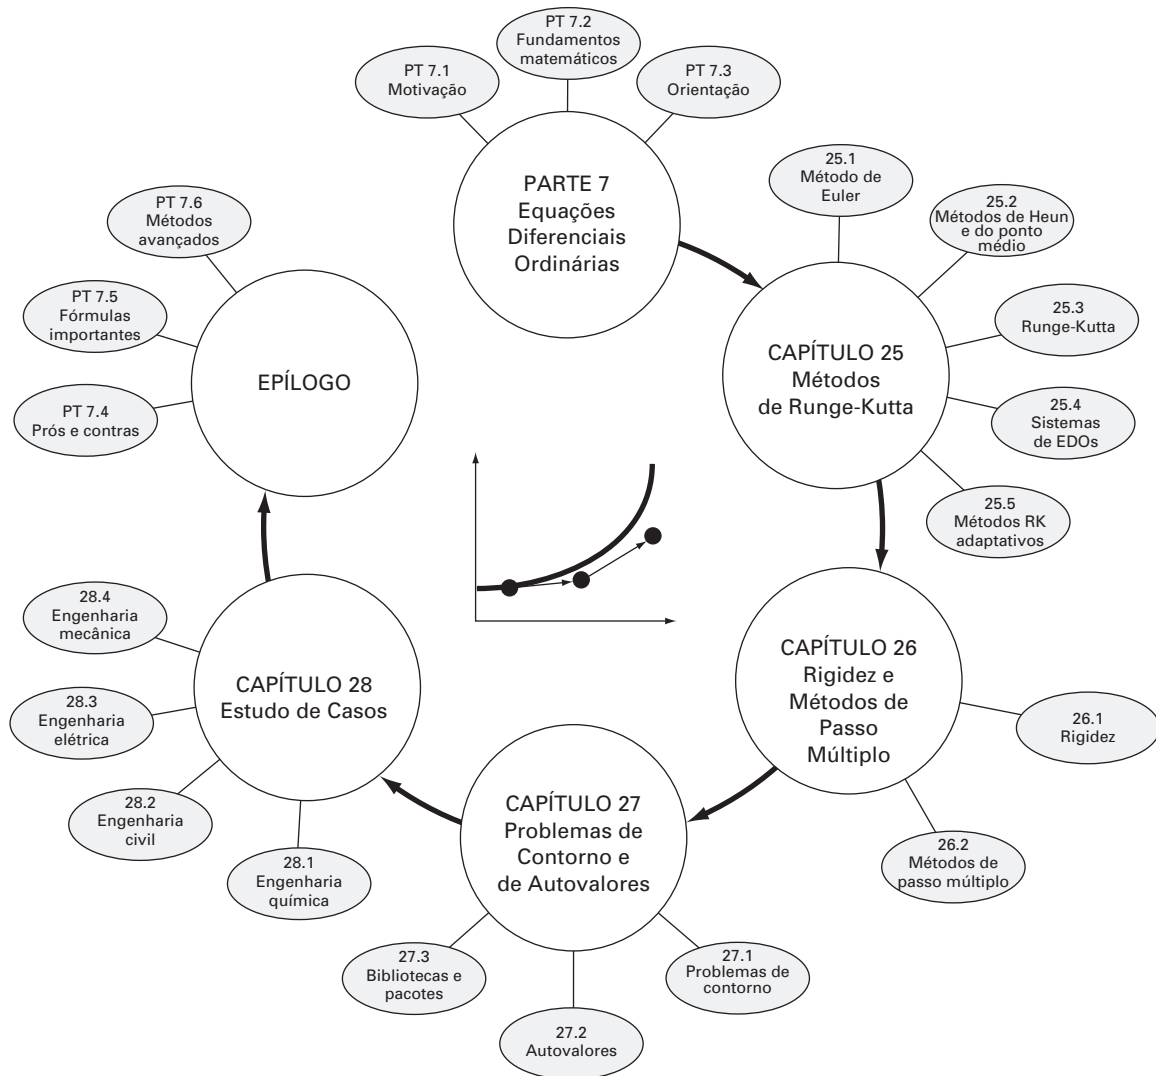 PT 7.1
Motivação
PT 7.2
Fundamentos
matemáticos
PT 7.3
Orientação
PARTE 7
Equações
Diferenciais
Ordinárias
25.1
Método de
Euler
25.2
Métodos de Heun
e do ponto
médio
25.3
Runge-Kutta
25.4
Sistemas
de EDOs
25.5
Métodos RK
adaptativos
CAPÍTULO 25
Métodos
de Runge-Kutta
CAPÍTULO 26
Rigidez e
Métodos de
Passo
Múltiplo
26.1
Rigidez
26.2
Métodos de
passo múltiplo
CAPÍTULO 27
Problemas de
Contorno e
de Autovalores
27.1
Problemas de
contorno
27.2
Autovalores
27.3
Bibliotecas e
pacotes
CAPÍTULO 28
Estudo de Casos
28.1
Engenharia
química
28.2
Engenharia
civil
28.3
Engenharia
elétrica
28.4
Engenharia
mecânica
EPÍLOGO
PT 7.4
Prós e contras
PT 7.5
Fórmulas
importantes
PT 7.6
Métodos
avançados